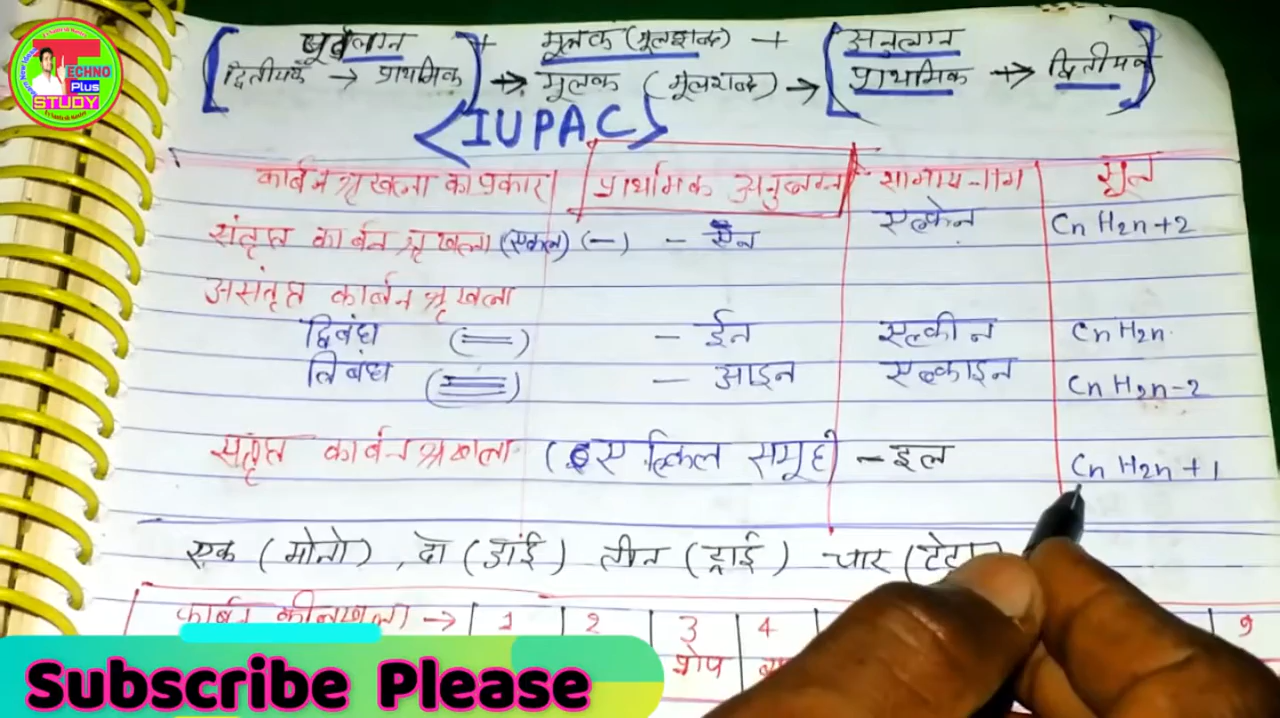 TECHNO
Plus
STUDY
[पूर्वलग्न + मूलक (मूलशब्द) + [अनुलग्न
द्वितीयक → प्राथमिक] → मूलक (मूलशब्द) → प्राथमिक → द्वितीयक]
<IUPAC>
कार्बन श्रृखला का प्रकार | प्राथमिक अनुलग्न | सामान्य-नाम | सूत्र
संतृप्त कार्बन श्रृखला (एकल) (—) - ऐन एल्केन CnH2n+2
असंतृप्त कार्बन श्रृखला
द्विबंध (=) - ईन एल्कीन CnH2n
त्रिबंध (≡) - आइन एल्काइन CnH2n-2
संतृप्त कार्बन श्रृखला (एल्किल समूह) - इल CnH2n+1
एक (मोनो), दो (डाई) तीन (ट्राई) चार (टेट्रा
कार्बन की → 1 2 3 4 9
प्रोप
Subscribe Please